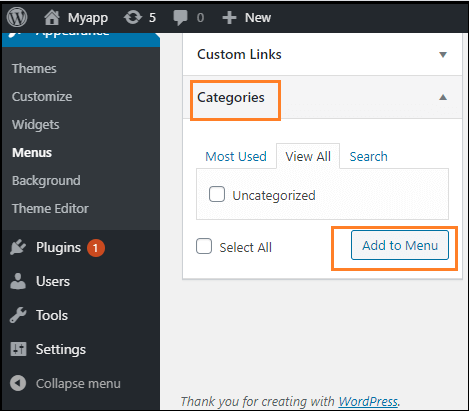 Myapp 5 0 New
Appearance
Themes
Customize
Widgets
Menus
Background
Theme Editor
Plugins 1
Users
Tools
Settings
Collapse menu
Custom Links
Categories
Most Used View All Search
Uncategorized
Select All Add to Menu
Thank you for creating with WordPress.